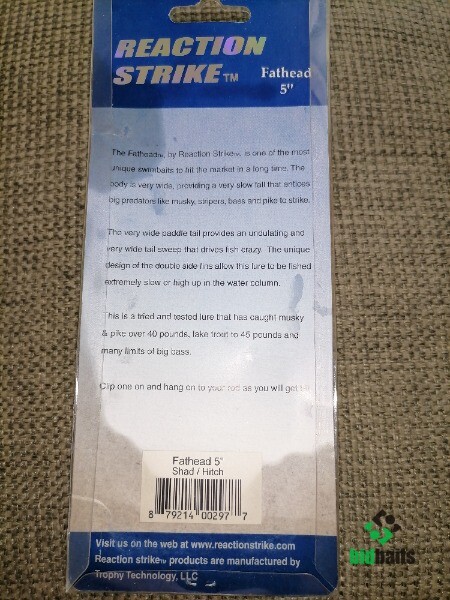 REACTION
STRIKE™
Fathead
5"
The Fathead™, by Reaction Strike™, is one of the most
unique swimbaits to hit the market in a long time. The
body is very wide, providing a very slow fall that entices
big predators like musky, stripers, bass and pike to strike.
The very wide paddle tail provides an undulating and
very wide tail sweep that drives fish crazy. The unique
design of the double side fins allow this lure to be fished
extremely slow or high up in the water column.
This is a tried and tested lure that has caught musky
& pike over 40 pounds, lake trout to 45 pounds and
many limits of big bass.
Clip one on and hang on to your rod as you will get
Fathead 5"
Shad / Hitch
8 79214 00297 7
Visit us on the web at www.reactionstrike.com
Reaction strike™ products are manufactured by
Trophy Technology, LLC
baits